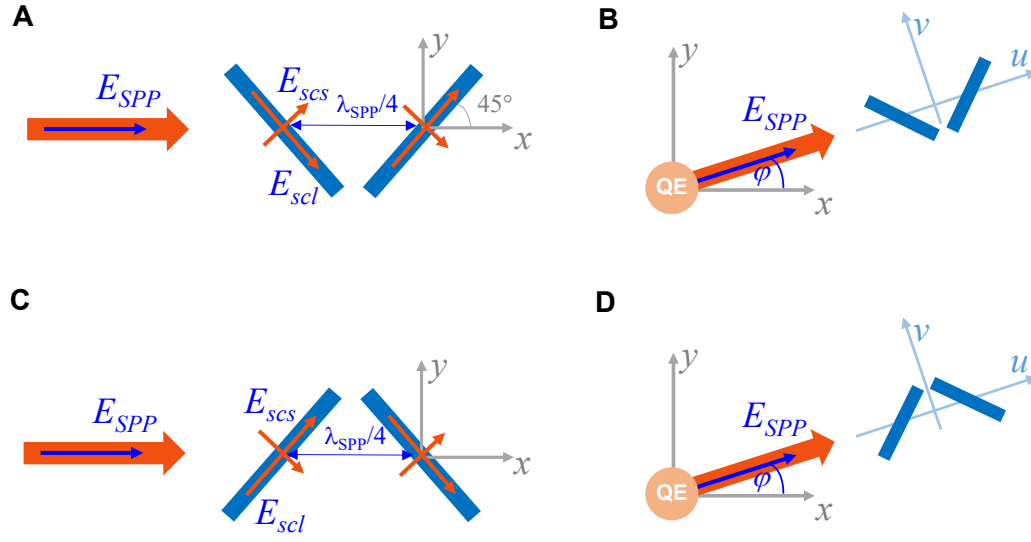 A
E_SPP
E_scs
λ_SPP/4
E_scl
y
45°
x
B
y
QE
E_SPP
φ
x
v
u
C
E_SPP
E_scs
λ_SPP/4
E_scl
y
x
D
y
QE
E_SPP
φ
x
v
u